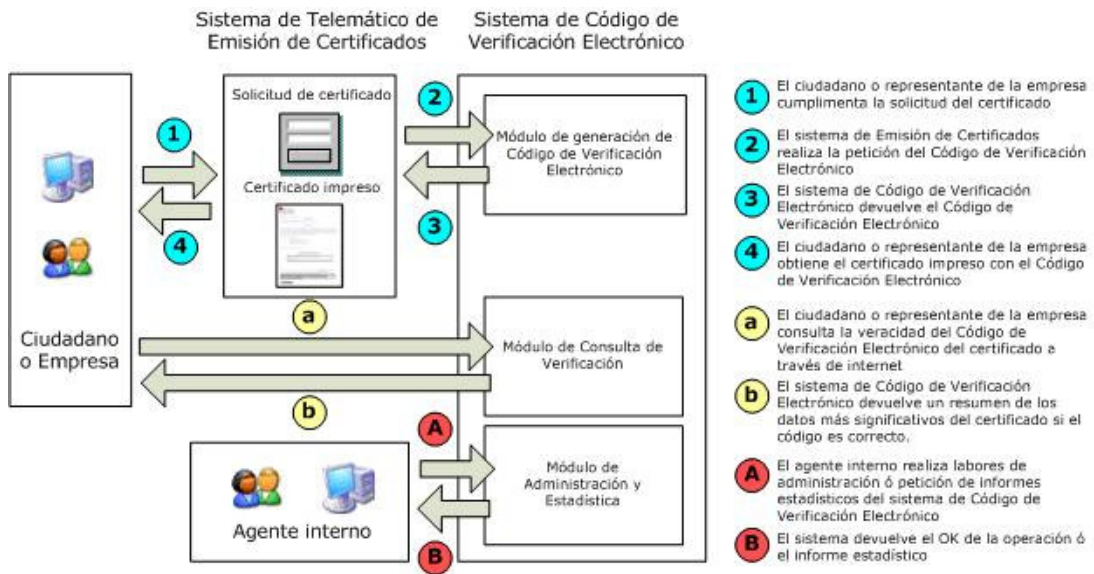 Sistema de Telemático de
Emisión de Certificados
Sistema de Código de
Verificación Electrónico
Solicitud de certificado
Certificado impreso
1
2
3
4
Módulo de generación de
Código de Verificación
Electrónico
Ciudadano
o Empresa
a
b
Módulo de Consulta de
Verificación
A
B
Agente interno
Módulo de
Administración y
Estadística
1
El ciudadano o representante de la empresa
cumplimenta la solicitud del certificado
2
El sistema de Emisión de Certificados
realiza la petición del Código de Verificación
Electrónico
3
El sistema de Código de Verificación
Electrónico devuelve el Código de
Verificación Electrónico
4
El ciudadano o representante de la empresa
obtiene el certificado impreso con el Código
de Verificación Electrónico
a
El ciudadano o representante de la empresa
consulta la veracidad del Código de
Verificación Electrónico del certificado a
través de internet
b
El sistema de Código de Verificación
Electrónico devuelve un resumen de los
datos más significativos del certificado si el
código es correcto.
A
El agente interno realiza labores de
administración ó petición de informes
estadísticos del sistema de Código de
Verificación Electrónico
B
El sistema devuelve el OK de la operación ó
el informe estadístico